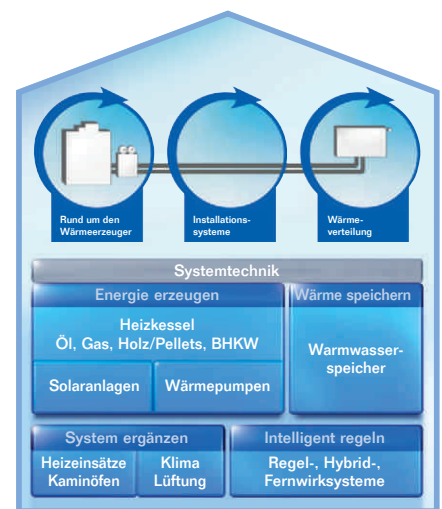 Rund um den
Wärmeerzeuger
Installations-
systeme
Wärme-
verteilung
Systemtechnik
Energie erzeugen
Heizkessel
Öl, Gas, Holz/Pellets, BHKW
Solaranlagen
Wärmepumpen
Wärme speichern
Warmwasser-
speicher
System ergänzen
Heizeinsätze
Kaminöfen
Klima
Lüftung
Intelligent regeln
Regel-, Hybrid-,
Fernwirksysteme